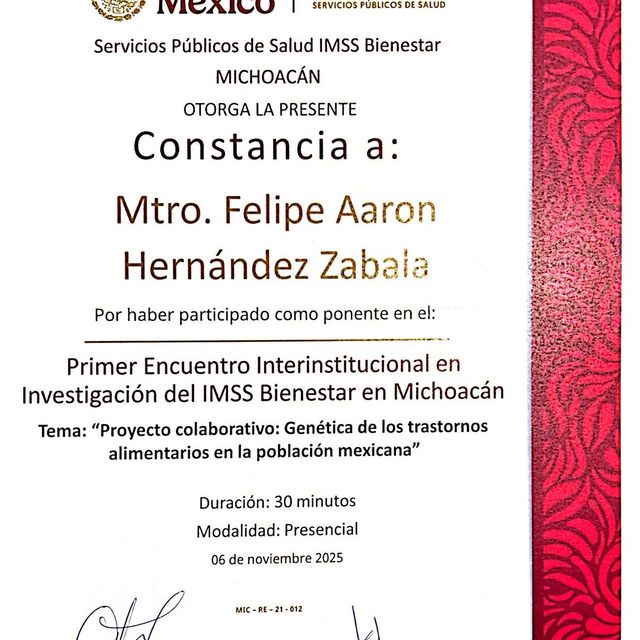 México
SERVICIOS PÚBLICOS DE SALUD
Servicios Públicos de Salud IMSS Bienestar
MICHOACÁN
OTORGA LA PRESENTE
Constancia a:
Mtro. Felipe Aaron
Hernández Zabala
Por haber participado como ponente en el:
Primer Encuentro Interinstitucional en
Investigación del IMSS Bienestar en Michoacán
Tema: “Proyecto colaborativo: Genética de los trastornos
alimentarios en la población mexicana”
Duración: 30 minutos
Modalidad: Presencial
06 de noviembre 2025
MIC – RE – 21 - 012